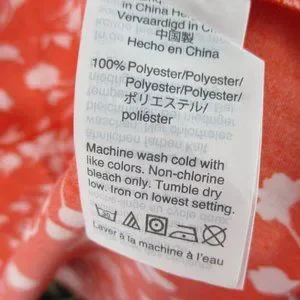 in China
Vervaardigd in China
中国製
Hecho en China
100% Polyester/Polyester/
Polyester/Polyester/
ポリエステル/
poliéster
Machine wash cold with
like colors. Non-chlorine
bleach only. Tumble dry
low. Iron on lowest setting.
Laver à la machine à l'eau